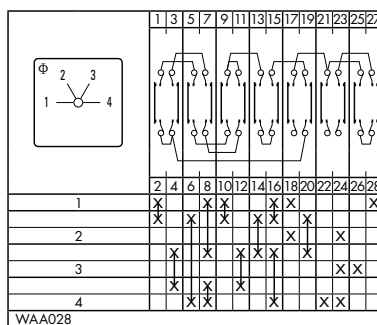 1 3 5 7 9 11 13 15 17 19 21 23 25 27
Φ
2 3
1 4
2 4 6 8 10 12 14 16 18 20 22 24 26 28
1 X X X X X X
X X X X X X
2 X X
X X X X X X
3 X X
X X X
4 X X X X X
WAA028